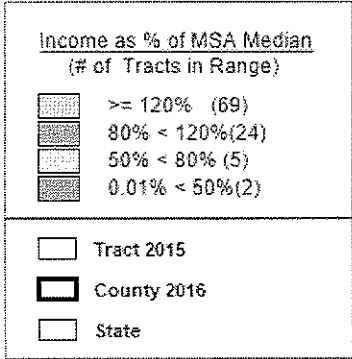 Income as % of MSA Median
(# of Tracts in Range)
>= 120% (69)
80% < 120%(24)
50% < 80% (5)
0.01% < 50%(2)
Tract 2015
County 2016
State